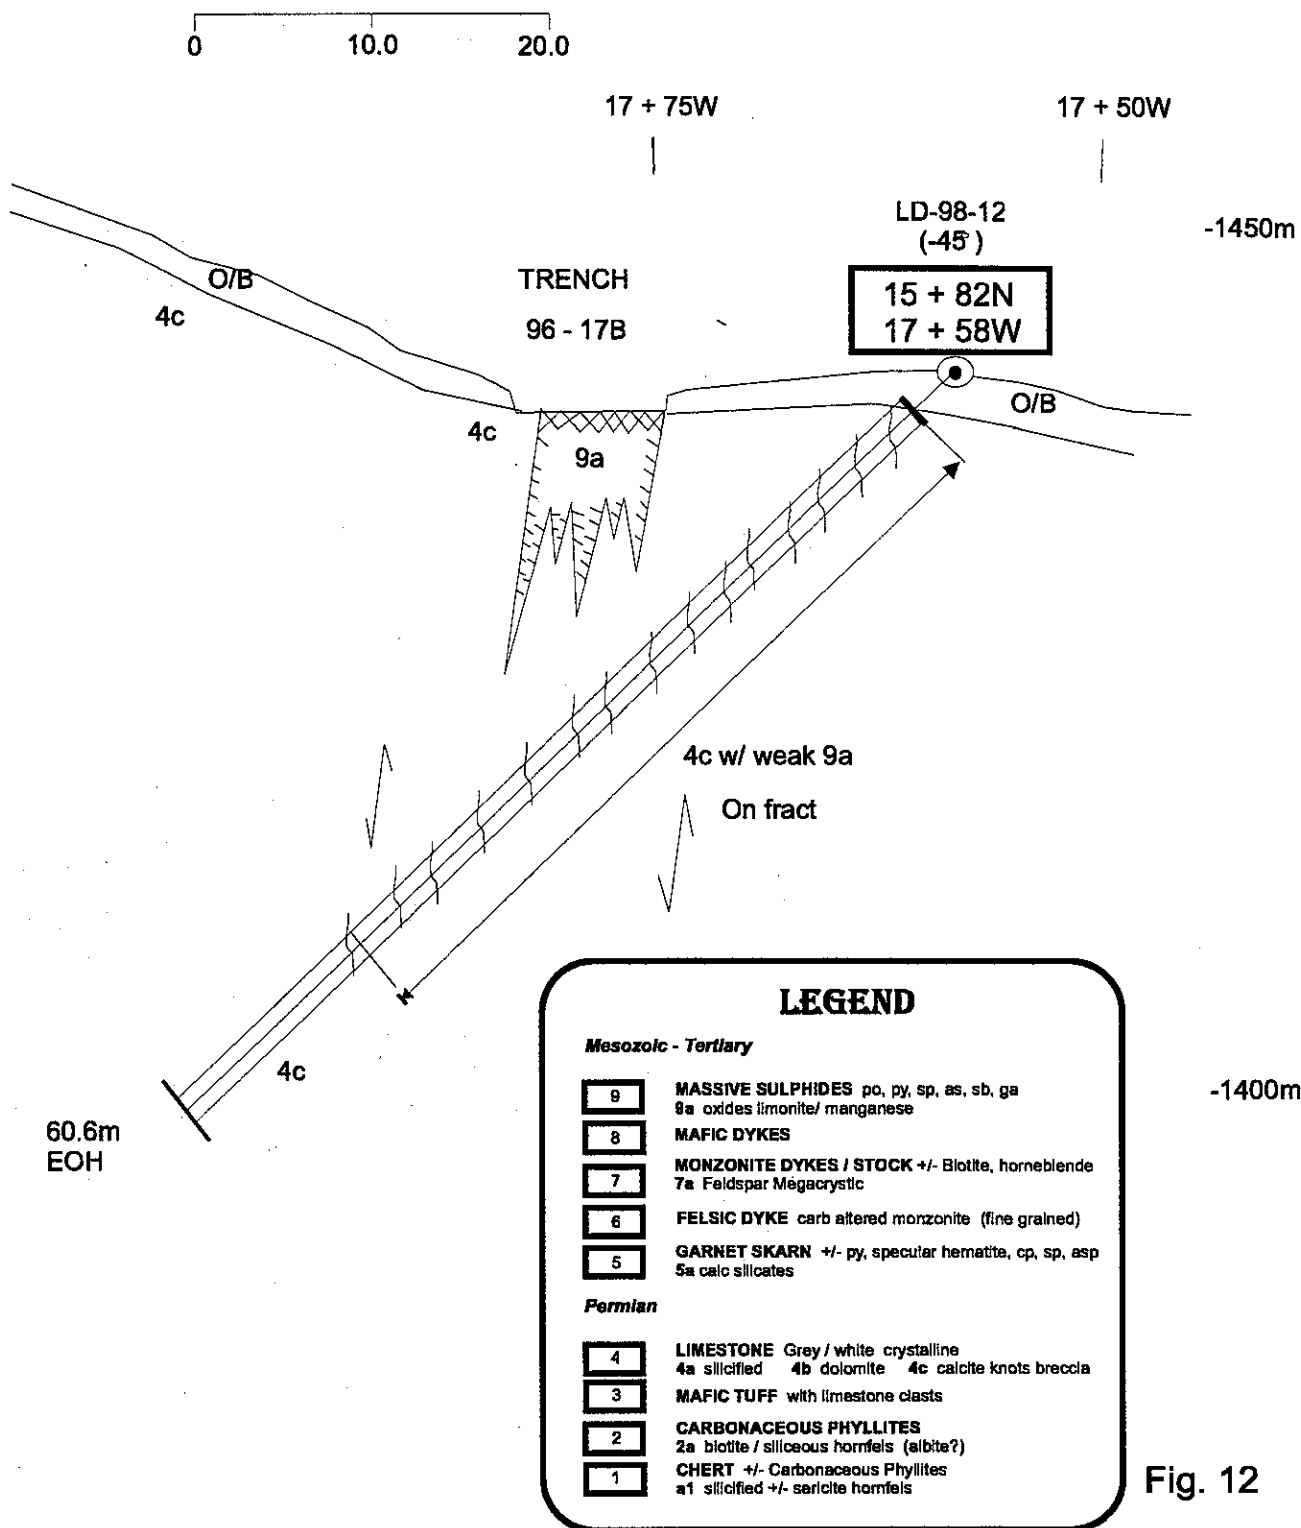 0 10.0 20.0
17 + 75W 17 + 50W
LD-98-12
(-45°)
-1450m
15 + 82N
17 + 58W
O/B
4c
TRENCH
96 - 17B
O/B
4c
9a
4c w/ weak 9a
On fract
4c
60.6m
EOH
-1400m
LEGEND
Mesozoic - Tertiary
9 MASSIVE SULPHIDES po, py, sp, as, sb, ga
9a oxides limonite/ manganese
8 MAFIC DYKES
7 MONZONITE DYKES / STOCK +/- Biotite, horneblende
7a Feldspar Megacrystic
6 FELSIC DYKE carb altered monzonite (fine grained)
5 GARNET SKARN +/- py, specular hematite, cp, sp, asp
5a calc silicates
Permian
4 LIMESTONE Grey / white crystalline
4a silicified 4b dolomite 4c calcite knots breccia
3 MAFIC TUFF with limestone clasts
2 CARBONACEOUS PHYLLITES
2a biotite / siliceous hornfels (albite?)
1 CHERT +/- Carbonaceous Phyllites
a1 silicified +/- sericite hornfels
Fig. 12